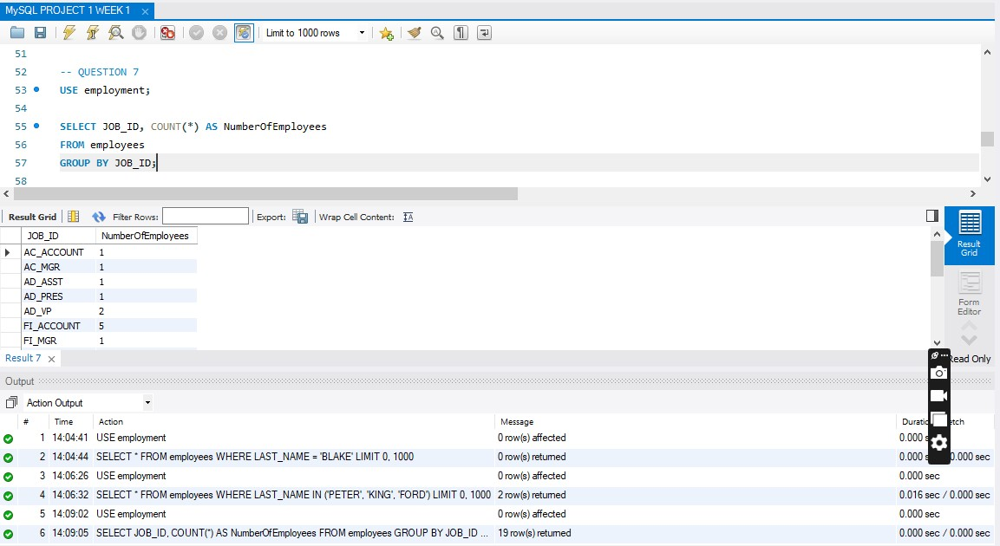 MySQL PROJECT 1 WEEK 1
Limit to 1000 rows
51
52 -- QUESTION 7
53 USE employment;
54
55 SELECT JOB_ID, COUNT(*) AS NumberOfEmployees
56 FROM employees
57 GROUP BY JOB_ID;
58
Result Grid Filter Rows: Export: Wrap Cell Content:
JOB_ID NumberOfEmployees
AC_ACCOUNT 1
AC_MGR 1
AD_ASST 1
AD_PRES 1
AD_VP 2
FI_ACCOUNT 5
FI_MGR 1
Result
Grid
Form
Editor
Result 7
Read Only
Output
Action Output
# Time Action Message
1 14:04:41 USE employment 0 row(s) affected 0.000
2 14:04:44 SELECT * FROM employees WHERE LAST_NAME = 'BLAKE' LIMIT 0, 1000 0 row(s) returned 0.000 0.000 sec
3 14:06:26 USE employment 0 row(s) affected 0.000 sec
4 14:06:32 SELECT * FROM employees WHERE LAST_NAME IN ('PETER', 'KING', 'FORD') LIMIT 0, 1000 2 row(s) returned 0.016 sec / 0.000 sec
5 14:09:02 USE employment 0 row(s) affected 0.000 sec
6 14:09:05 SELECT JOB_ID, COUNT(*) AS NumberOfEmployees FROM employees GROUP BY JOB_ID ... 19 row(s) returned 0.000 sec / 0.000 sec